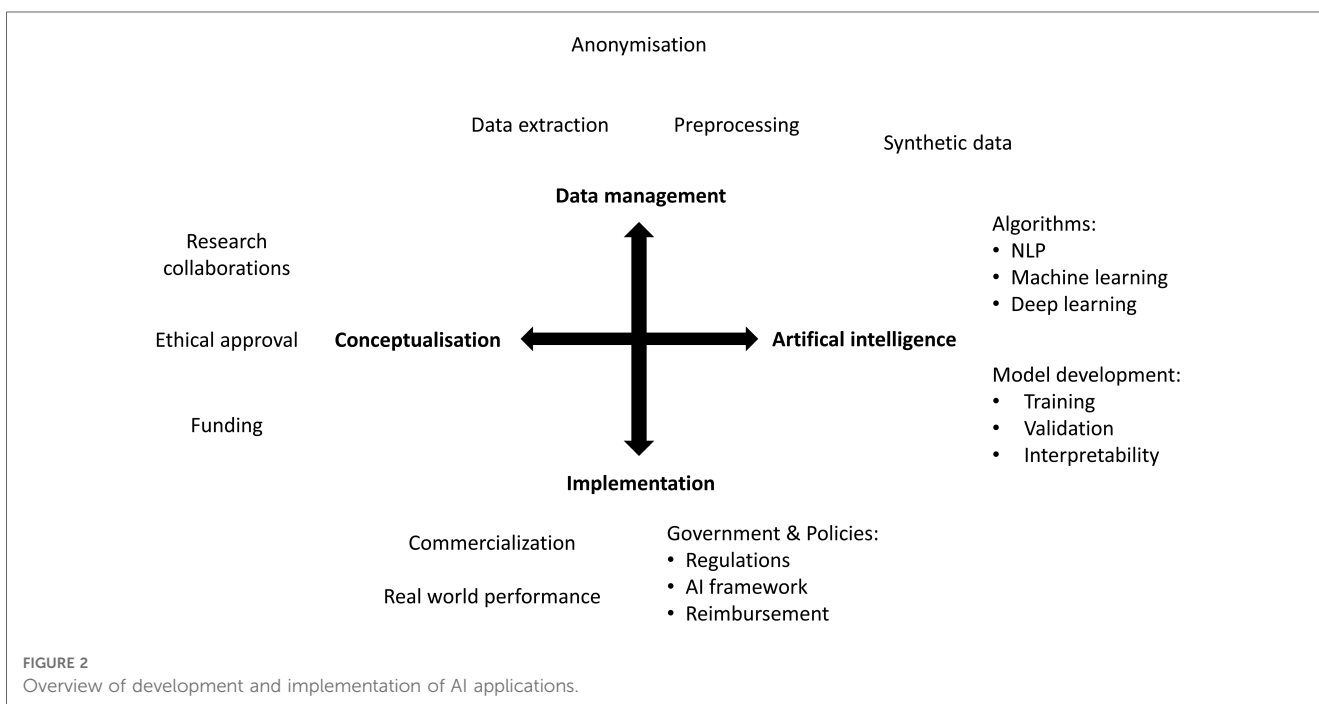 Anonymisation
Data extraction
Preprocessing
Synthetic data
Data management
Research
collaborations
Ethical approval
Funding
Conceptualisation
Artifical intelligence
Algorithms:
• NLP
• Machine learning
• Deep learning
Model development:
• Training
• Validation
• Interpretability
Implementation
Commercialization
Real world performance
Government & Policies:
• Regulations
• AI framework
• Reimbursement
FIGURE 2
Overview of development and implementation of AI applications.